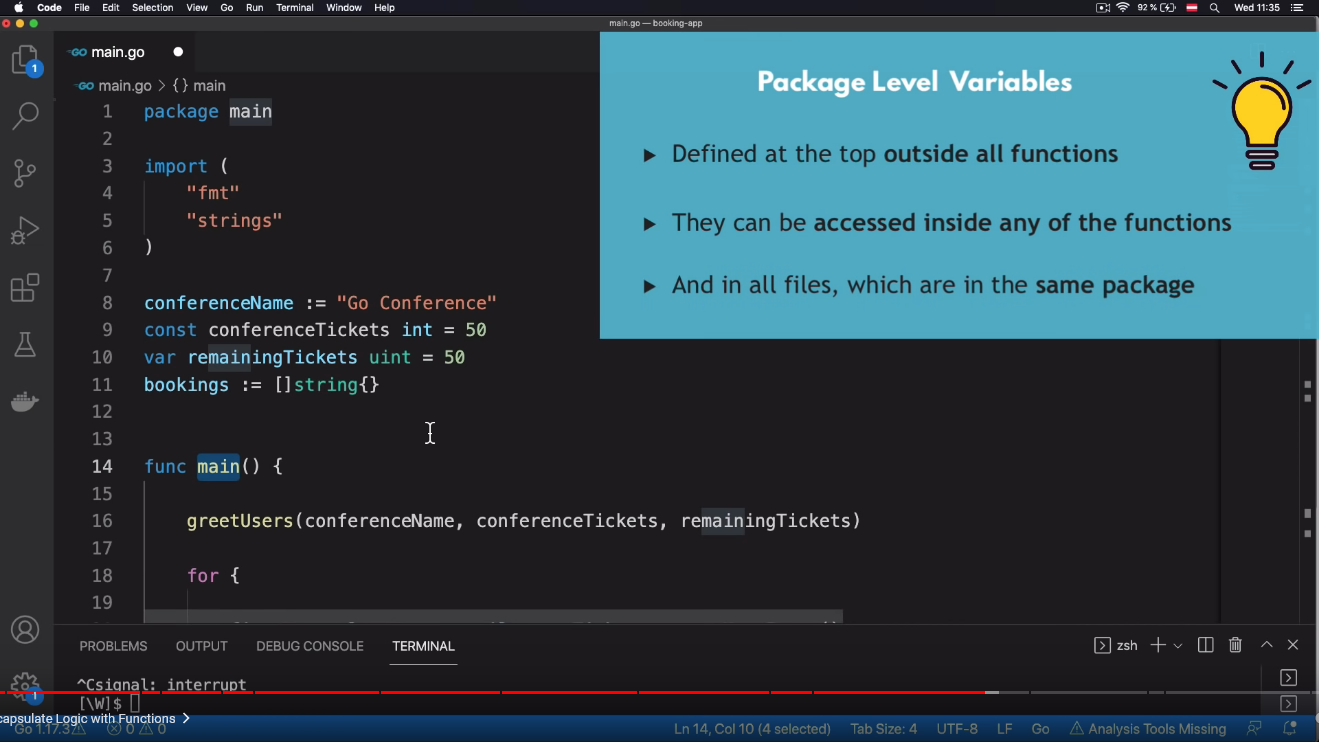 Code File Edit Selection View Go Run Terminal Window Help 92 % Wed 11:35
main.go — booking-app
GO main.go
GO main.go > {} main
1 package main
2
3 import (
4 "fmt"
5 "strings"
6 )
7
8 conferenceName := "Go Conference"
9 const conferenceTickets int = 50
10 var remainingTickets uint = 50
11 bookings := []string{}
12
13
14 func main() {
15
16 greetUsers(conferenceName, conferenceTickets, remainingTickets)
17
18 for {
19
Package Level Variables
▸ Defined at the top outside all functions
▸ They can be accessed inside any of the functions
▸ And in all files, which are in the same package
1
PROBLEMS OUTPUT DEBUG CONSOLE TERMINAL zsh
^Csignal: interrupt
[\W]$
1
capsulate Logic with Functions >
Go 1.17.3 0 0 Ln 14, Col 10 (4 selected) Tab Size: 4 UTF-8 LF Go Analysis Tools Missing